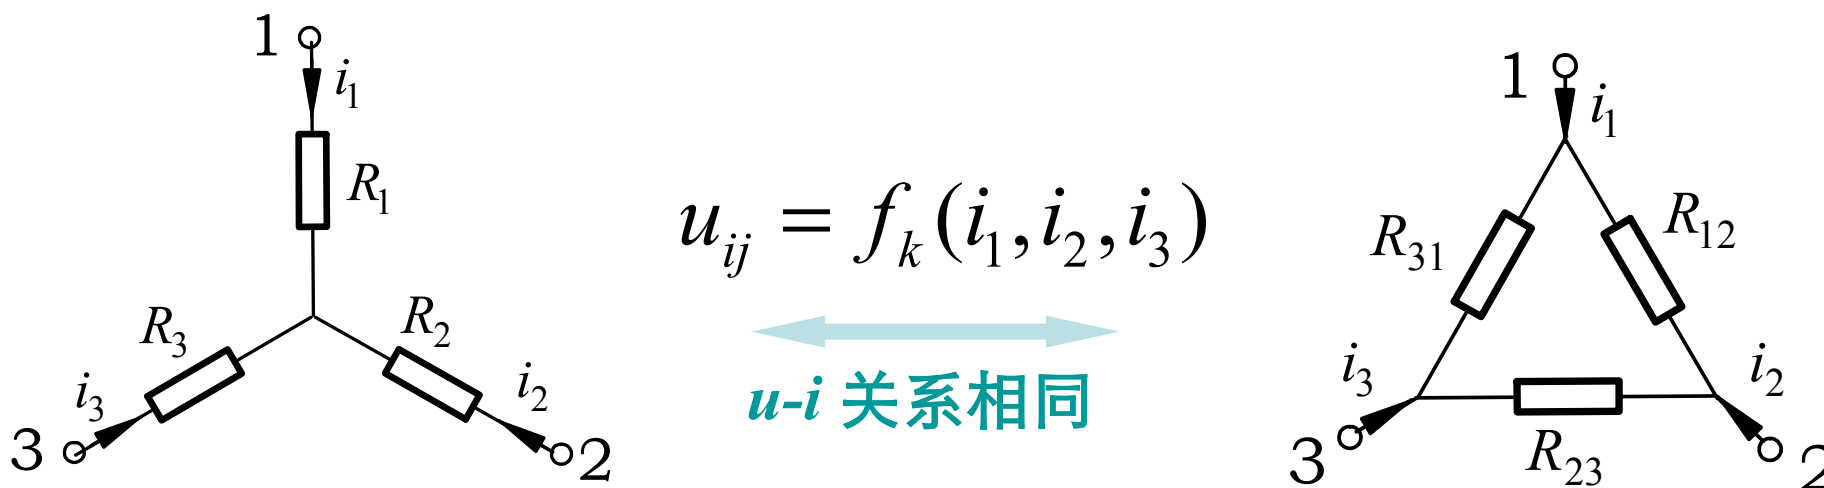 1
i₁
R₁
R₃
R₂
i₃
i₂
3
2
uᵢⱼ = fₖ(i₁,i₂,i₃)
u-i 关系相同
1
i₁
R₃₁
R₁₂
i₃
i₂
3
R₂₃
2